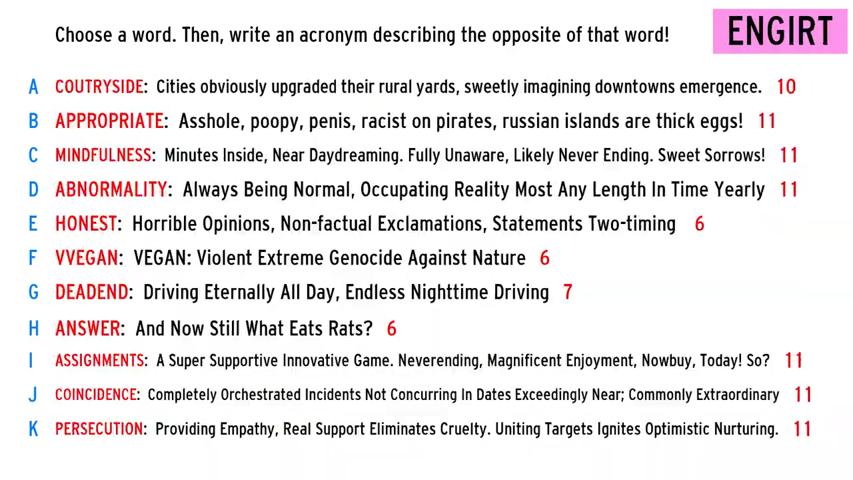 Choose a word. Then, write an acronym describing the opposite of that word!
ENGIRT
A COUTRYSIDE: Cities obviously upgraded their rural yards, sweetly imagining downtowns emergence. 10
B APPROPRIATE: Asshole, poopy, penis, racist on pirates, russian islands are thick eggs! 11
C MINDFULNESS: Minutes Inside, Near Daydreaming. Fully Unaware, Likely Never Ending. Sweet Sorrows! 11
D ABNORMALITY: Always Being Normal, Occupating Reality Most Any Length In Time Yearly 11
E HONEST: Horrible Opinions, Non-factual Exclamations, Statements Two-timing 6
F VVEGAN: VEGAN: Violent Extreme Genocide Against Nature 6
G DEADEND: Driving Eternally All Day, Endless Nighttime Driving 7
H ANSWER: And Now Still What Eats Rats? 6
I ASSIGNMENTS: A Super Supportive Innovative Game. Neverending, Magnificent Enjoyment, Nowbuy, Today! So? 11
J COINCIDENCE: Completely Orchestrated Incidents Not Concurring In Dates Exceedingly Near; Commonly Extraordinary 11
K PERSECUTION: Providing Empathy, Real Support Eliminates Cruelty. Uniting Targets Ignites Optimistic Nurturing. 11